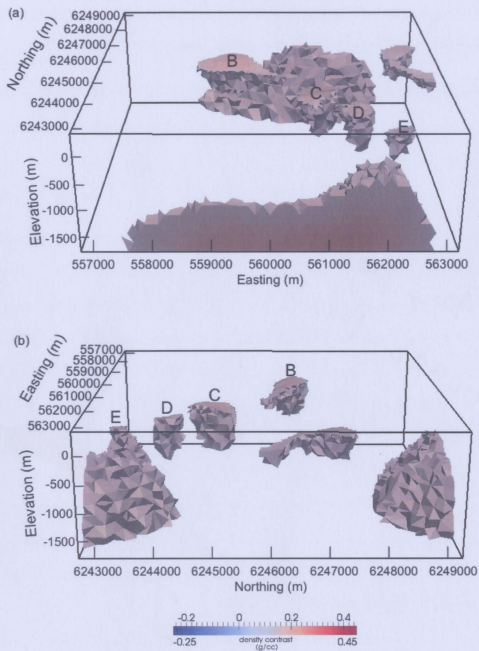 (a)
6249000
6247000
6246000
6245000
6244000
6243000
Northing (m)
B
C
D
E
0
-500
-1000
-1500
Elevation (m)
557000 558000 559000 560000 561000 562000 563000
Easting (m)
(b)
557000
558000
559000
560000
561000
562000
563000
Easting (m)
B
C
D
E
0
-500
-1000
-1500
Elevation (m)
6243000 6244000 6245000 6246000 6247000 6248000 6249000
Northing (m)
-0.2 0 0.2 0.4
-0.25 density contrast 0.45
(g/cc)